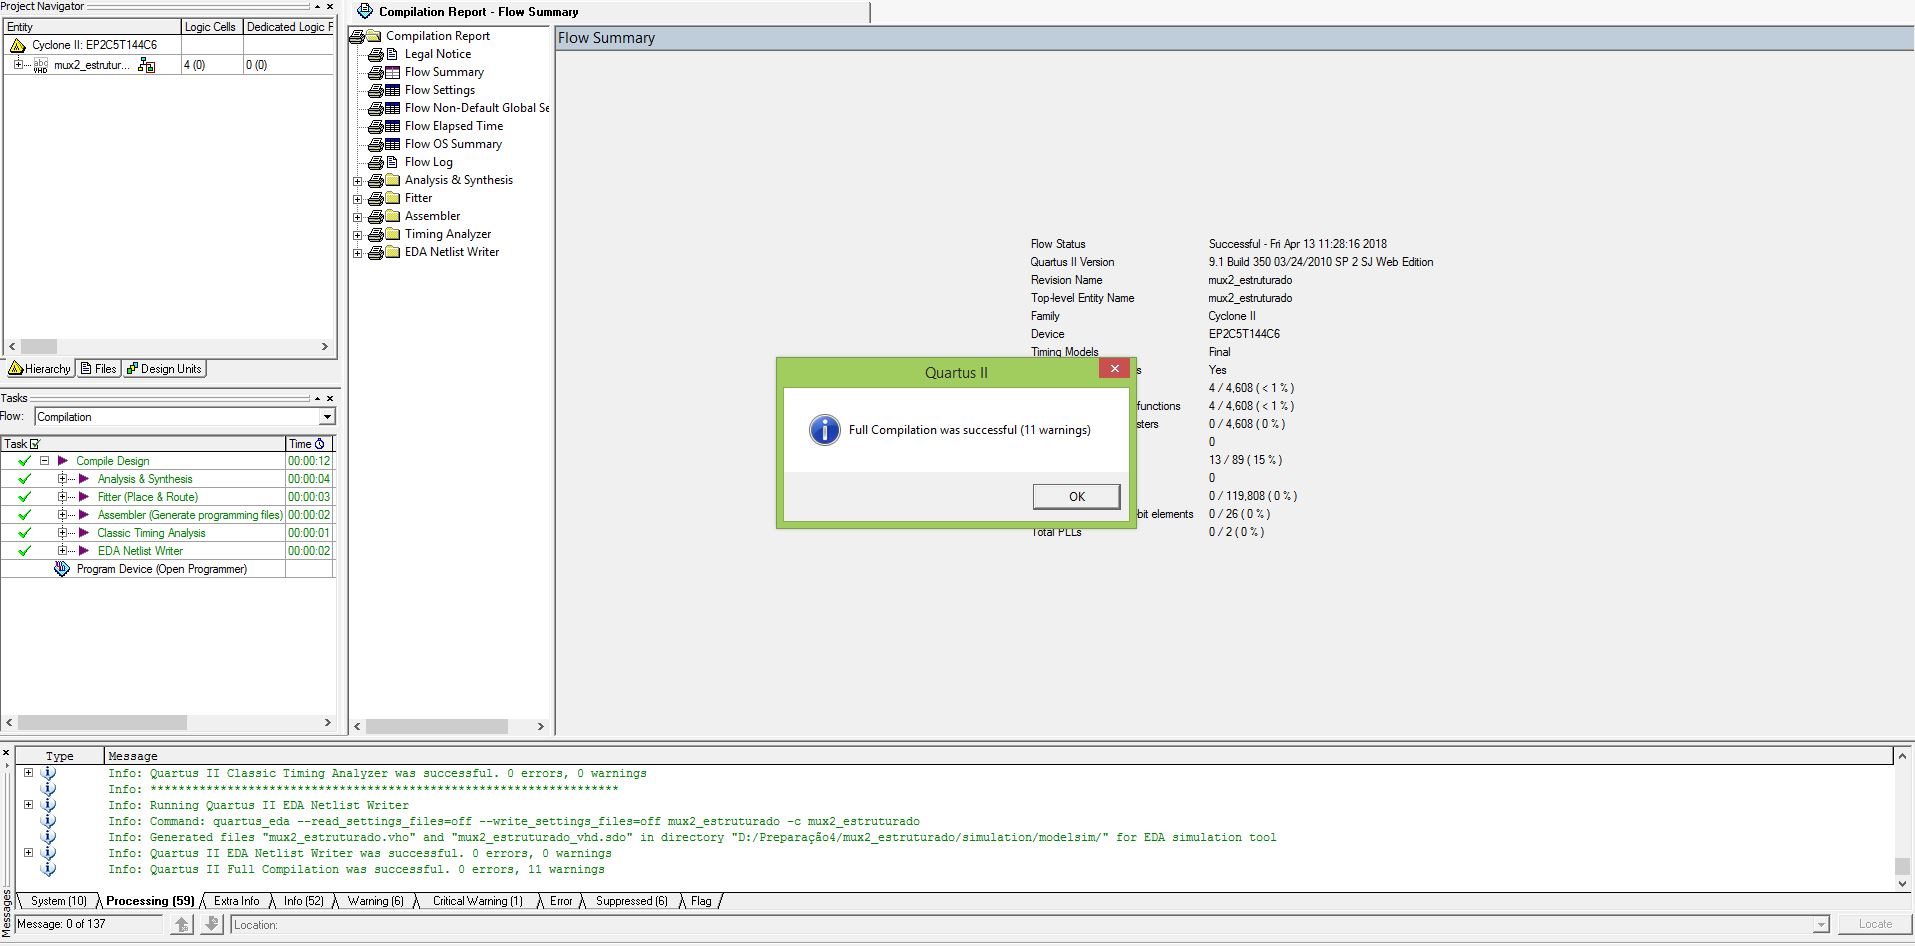 Project Navigator
Entity Logic Cells Dedicated Logic R
Cyclone II: EP2C5T144C6
mux2_estrutur... 4 (0) 0 (0)
Hierarchy Files Design Units
Tasks
Flow: Compilation
Task Time
Compile Design 00:00:12
Analysis & Synthesis 00:00:04
Fitter (Place & Route) 00:00:03
Assembler (Generate programming files) 00:00:02
Classic Timing Analysis 00:00:01
EDA Netlist Writer 00:00:02
Program Device (Open Programmer)
Compilation Report - Flow Summary
Compilation Report
Legal Notice
Flow Summary
Flow Settings
Flow Non-Default Global Se
Flow Elapsed Time
Flow OS Summary
Flow Log
Analysis & Synthesis
Fitter
Assembler
Timing Analyzer
EDA Netlist Writer
Flow Summary
Flow Status Successful - Fri Apr 13 11:28:16 2018
Quartus II Version 9.1 Build 350 03/24/2010 SP 2 SJ Web Edition
Revision Name mux2_estruturado
Top-level Entity Name mux2_estruturado
Family Cyclone II
Device EP2C5T144C6
Timing Models Final
s Yes
4 / 4,608 ( < 1 % )
functions 4 / 4,608 ( < 1 % )
sters 0 / 4,608 ( 0 % )
0
13 / 89 ( 15 % )
0
0 / 119,808 ( 0 % )
bit elements 0 / 26 ( 0 % )
Total PLLs 0 / 2 ( 0 % )
Quartus II
Full Compilation was successful (11 warnings)
OK
Type Message
Info: Quartus II Classic Timing Analyzer was successful. 0 errors, 0 warnings
Info: *******************************************************************
Info: Running Quartus II EDA Netlist Writer
Info: Command: quartus_eda --read_settings_files=off --write_settings_files=off mux2_estruturado -c mux2_estruturado
Info: Generated files "mux2_estruturado.vho" and "mux2_estruturado_vhd.sdo" in directory "D:/Preparação4/mux2_estruturado/simulation/modelsim/" for EDA simulation tool
Info: Quartus II EDA Netlist Writer was successful. 0 errors, 0 warnings
Info: Quartus II Full Compilation was successful. 0 errors, 11 warnings
System (10) Processing (59) Extra Info Info (52) Warning (6) Critical Warning (1) Error Suppressed (6) Flag
Messages
Message: 0 of 137 Location: Locate